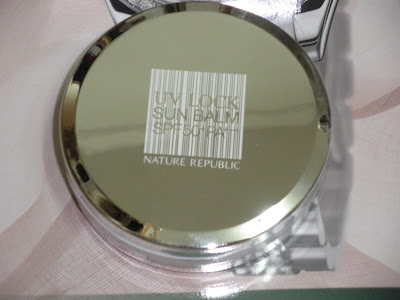 UV LOCK
SUN BALM
SPF50⁺PA⁺⁺
NATURE REPUBLIC